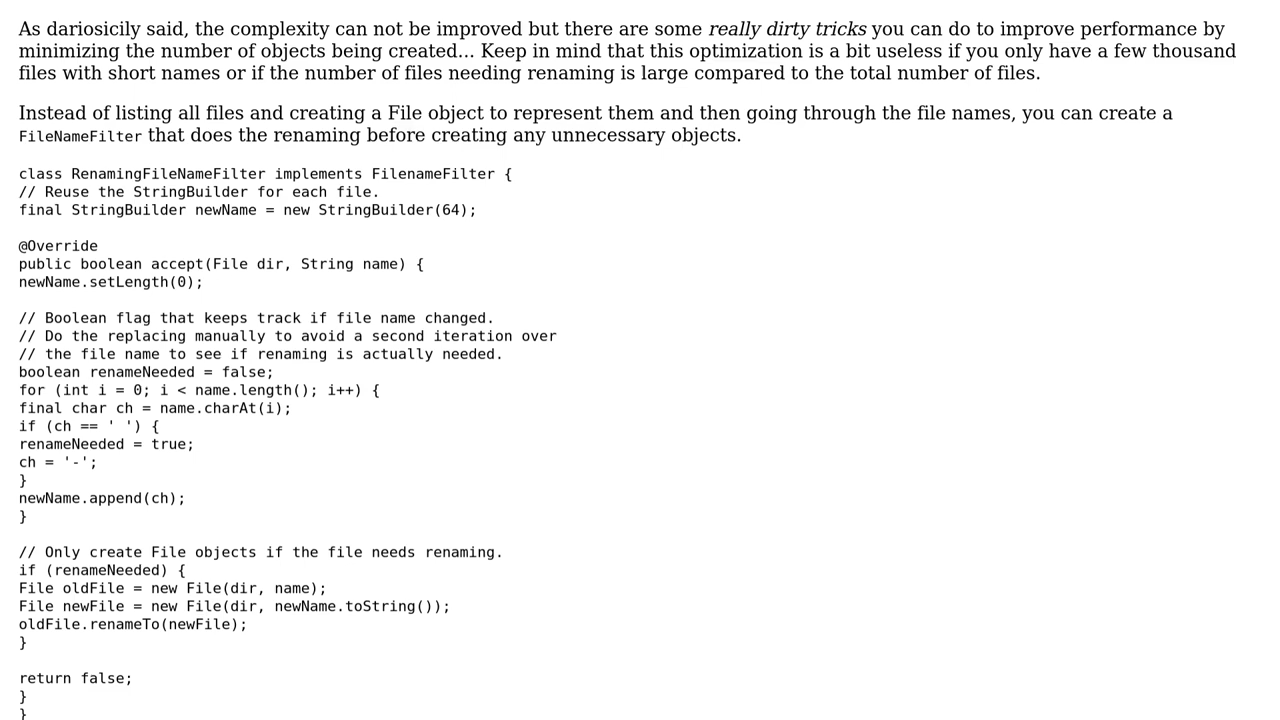 As dariosicily said, the complexity can not be improved but there are some really dirty tricks you can do to improve performance by
minimizing the number of objects being created... Keep in mind that this optimization is a bit useless if you only have a few thousand
files with short names or if the number of files needing renaming is large compared to the total number of files.
Instead of listing all files and creating a File object to represent them and then going through the file names, you can create a
FileNameFilter that does the renaming before creating any unnecessary objects.
class RenamingFileNameFilter implements FilenameFilter {
// Reuse the StringBuilder for each file.
final StringBuilder newName = new StringBuilder(64);
@Override
public boolean accept(File dir, String name) {
newName.setLength(0);
// Boolean flag that keeps track if file name changed.
// Do the replacing manually to avoid a second iteration over
// the file name to see if renaming is actually needed.
boolean renameNeeded = false;
for (int i = 0; i < name.length(); i++) {
final char ch = name.charAt(i);
if (ch == ' ') {
renameNeeded = true;
ch = '-';
}
newName.append(ch);
}
// Only create File objects if the file needs renaming.
if (renameNeeded) {
File oldFile = new File(dir, name);
File newFile = new File(dir, newName.toString());
oldFile.renameTo(newFile);
}
return false;
}
}